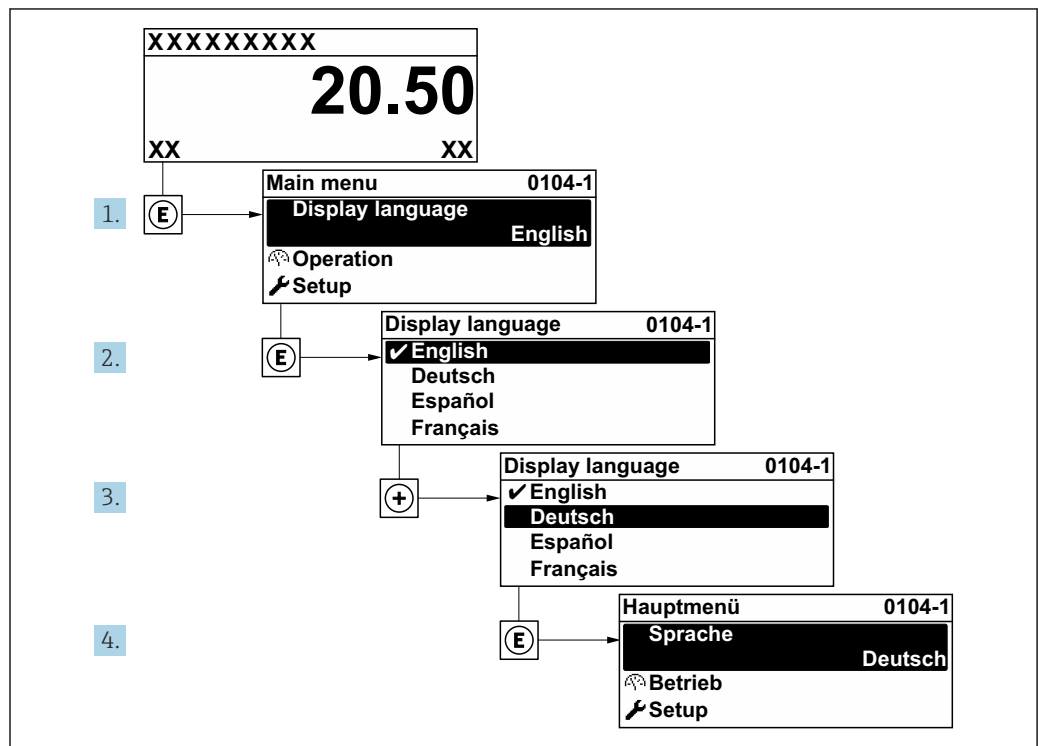 XXXXXXXXX
20.50
XX XX
1. E
Main menu 0104-1
Display language
English
Operation
Setup
2. E
Display language 0104-1
✔English
Deutsch
Español
Français
3. +
Display language 0104-1
✔English
Deutsch
Español
Français
4. E
Hauptmenü 0104-1
Sprache
Deutsch
Betrieb
Setup